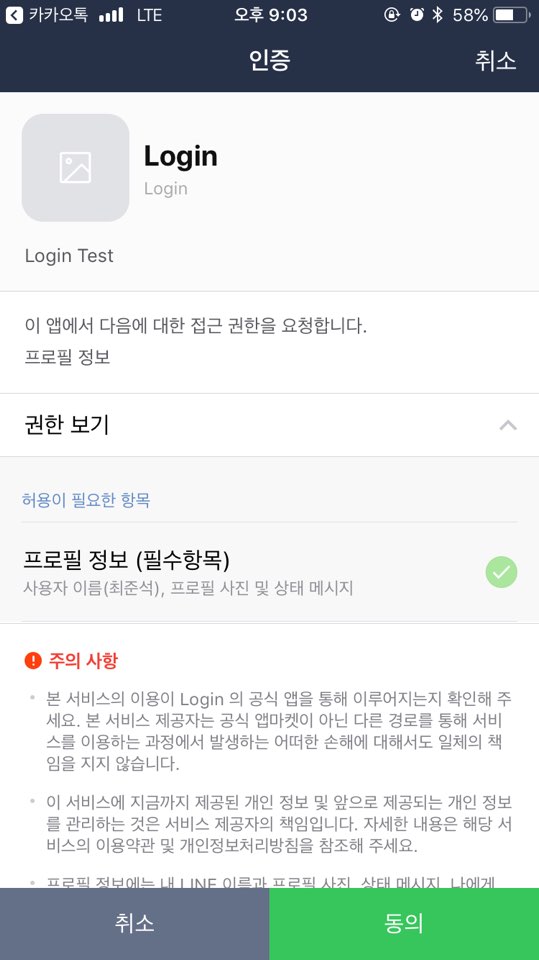 카카오톡 LTE 오후 9:03 58%
인증 취소
Login
Login
Login Test
이 앱에서 다음에 대한 접근 권한을 요청합니다.
프로필 정보
권한 보기
허용이 필요한 항목
프로필 정보 (필수항목)
사용자 이름(최준석), 프로필 사진 및 상태 메시지
주의 사항
본 서비스의 이용이 Login 의 공식 앱을 통해 이루어지는지 확인해 주
세요. 본 서비스 제공자는 공식 앱마켓이 아닌 다른 경로를 통해 서비
스를 이용하는 과정에서 발생하는 어떠한 손해에 대해서도 일체의 책
임을 지지 않습니다.
이 서비스에 지금까지 제공된 개인 정보 및 앞으로 제공되는 개인 정보
를 관리하는 것은 서비스 제공자의 책임입니다. 자세한 내용은 해당 서
비스의 이용약관 및 개인정보처리방침을 참조해 주세요.
프로필 정보에는 내 LINE 이름과 프로필 사진, 상태 메시지, 나에게
취소 동의